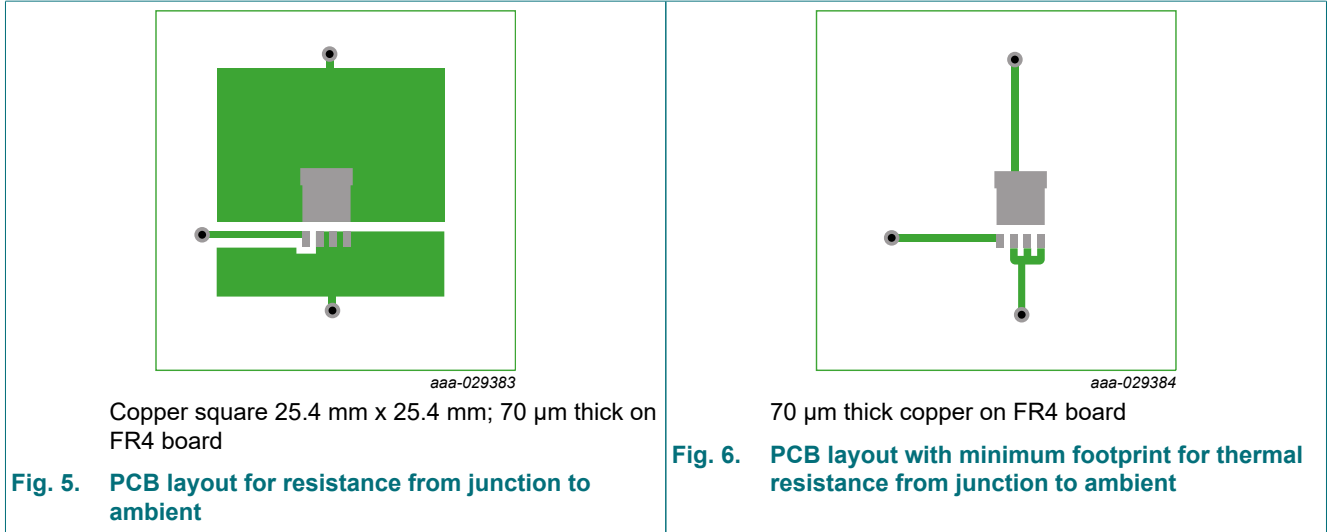 aaa-029383
Copper square 25.4 mm x 25.4 mm; 70 µm thick on
FR4 board
Fig. 5. PCB layout for resistance from junction to
ambient
aaa-029384
70 µm thick copper on FR4 board
Fig. 6. PCB layout with minimum footprint for thermal
resistance from junction to ambient